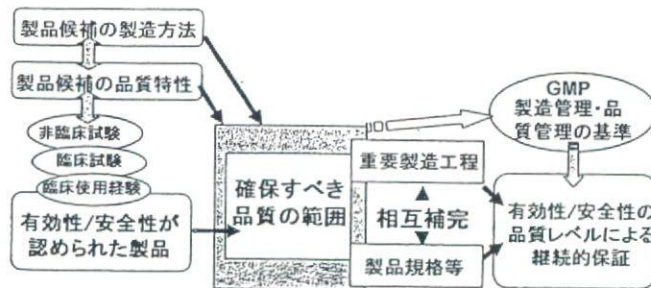 製品候補の製造方法
製品候補の品質特性
非臨床試験
臨床試験
臨床使用経験
有効性/安全性が
認められた製品
確保すべき
品質の範囲
重要製造工程
相互補完
製品規格等
GMP
製造管理・品
質管理の基準
有効性/安全性の
品質レベルによる
継続的保証